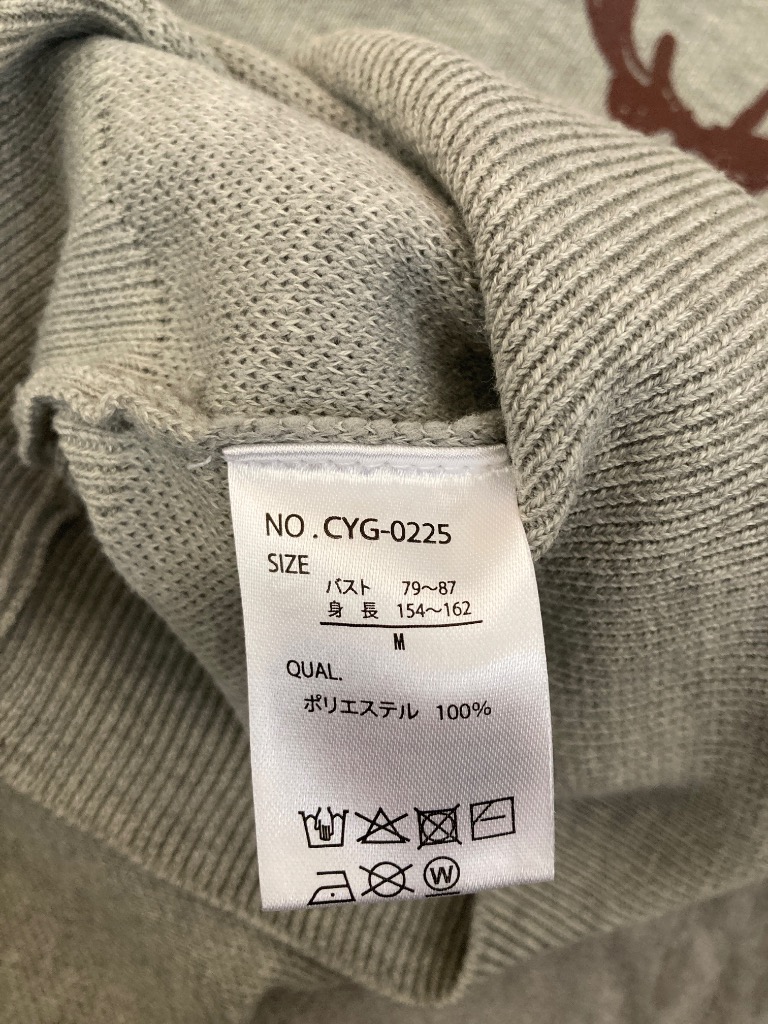 NO.CYG-0225
SIZE
バスト 79～87
身 長 154～162
M
QUAL.
ポリエステル 100%
W